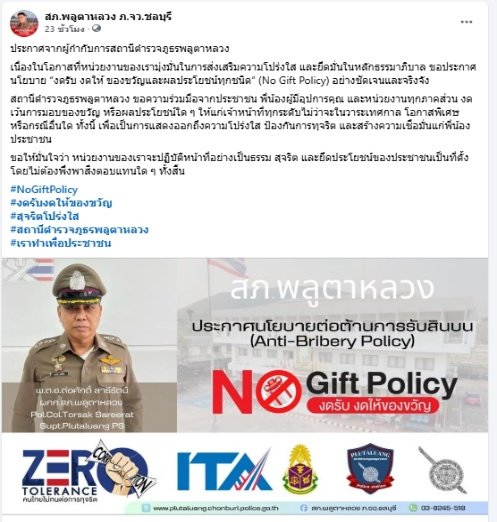 สภ.พลูตาหลวง ภ.จว.ชลบุรี
23 ชั่วโมง ·
ประกาศจากผู้กำกับการสถานีตำรวจภูธรพลูตาหลวง
เนื่องในโอกาสที่หน่วยงานของเรามุ่งมั่นในการส่งเสริมความโปร่งใส และยึดมั่นในหลักธรรมาภิบาล ขอประกาศ
นโยบาย “งดรับ งดให้ ของขวัญและผลประโยชน์ทุกชนิด” (No Gift Policy) อย่างชัดเจนและจริงจัง
สถานีตำรวจภูธรพลูตาหลวง ขอความร่วมมือจากประชาชน พี่น้องผู้มีอุปการคุณ และหน่วยงานทุกภาคส่วน งด
เว้นการมอบของขวัญ หรือผลประโยชน์ใด ๆ ให้แก่เจ้าหน้าที่ทุกระดับไม่ว่าจะในวาระเทศกาล โอกาสพิเศษ
หรือกรณีอื่นใด ทั้งนี้ เพื่อเป็นการแสดงออกถึงความโปร่งใส ป้องกันการทุจริต และสร้างความเชื่อมั่นแก่พี่น้อง
ประชาชน
ขอให้มั่นใจว่า หน่วยงานของเราจะปฏิบัติหน้าที่อย่างเป็นธรรม สุจริต และยึดประโยชน์ของประชาชนเป็นที่ตั้ง
โดยไม่ต้องพึ่งพาสิ่งตอบแทนใด ๆ ทั้งสิ้น
#NoGiftPolicy
#งดรับงดให้ของขวัญ
#สุจริตโปร่งใส
#สถานีตำรวจภูธรพลูตาหลวง
#เราทำเพื่อประชาชน
สภ.พลูตาหลวง
ประกาศนโยบายต่อต้านการรับสินบน
(Anti-Bribery Policy)
NO Gift Policy
งดรับ งดให้ของขวัญ
พ.ต.อ.ต่อศักดิ์ สารีรัตน์
ผกก.สภ.พลูตาหลวง
Pol.Col.Torsak Sareerat
Supt.Plutaluang PS
ZERO
TOLERANCE
CORRUPTION
คนไทยไม่ทนต่อการทุจริต
ITA
PLUTALUANG
www.plutaluang.chonburi.police.go.th
สภ.พลูตาหลวง ภ.จว.ชลบุรี
03-8245-518